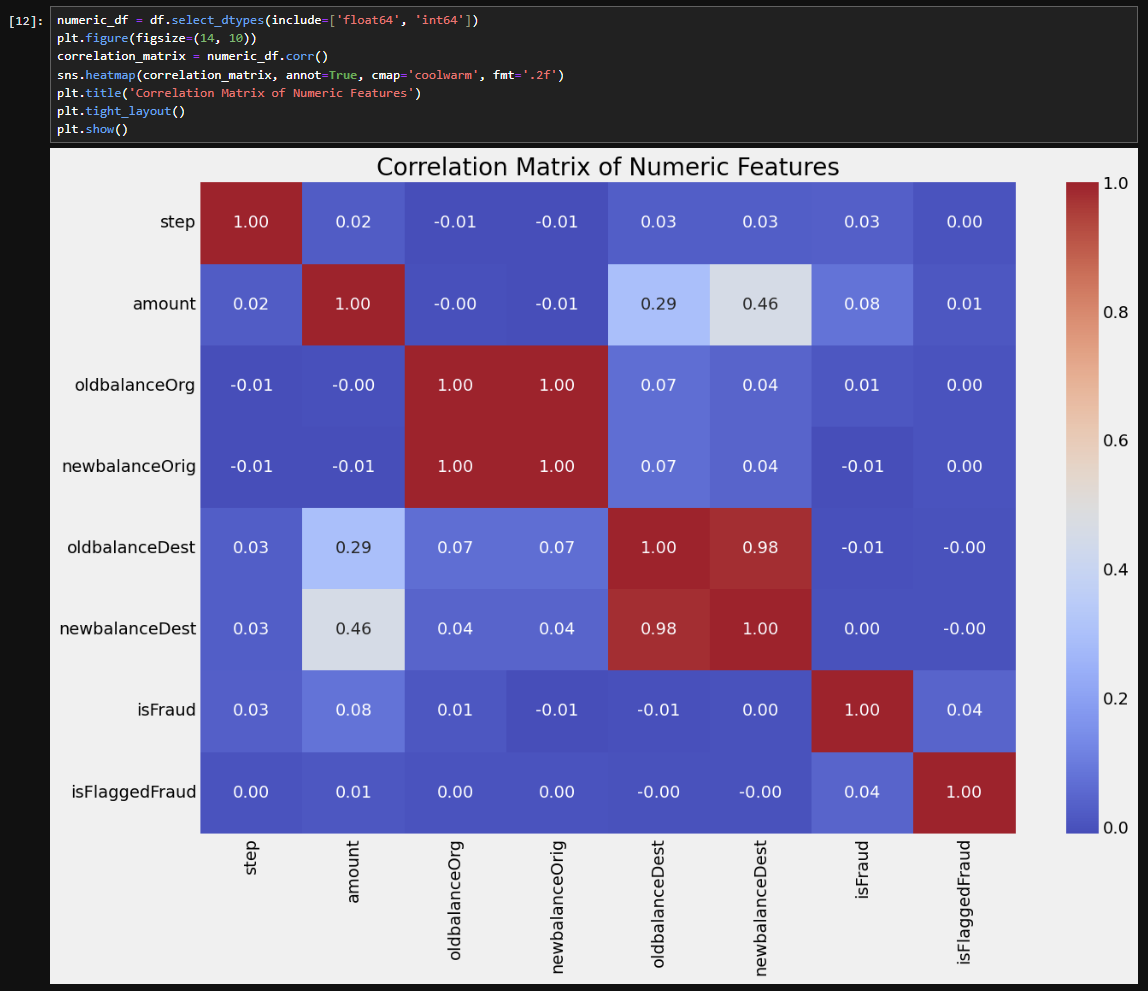 [12]: numeric_df = df.select_dtypes(include=['float64', 'int64'])
plt.figure(figsize=(14, 10))
correlation_matrix = numeric_df.corr()
sns.heatmap(correlation_matrix, annot=True, cmap='coolwarm', fmt='.2f')
plt.title('Correlation Matrix of Numeric Features')
plt.tight_layout()
plt.show()
Correlation Matrix of Numeric Features
step 1.00 0.02 -0.01 -0.01 0.03 0.03 0.03 0.00
amount 0.02 1.00 -0.00 -0.01 0.29 0.46 0.08 0.01
oldbalanceOrg -0.01 -0.00 1.00 1.00 0.07 0.04 0.01 0.00
newbalanceOrig -0.01 -0.01 1.00 1.00 0.07 0.04 -0.01 0.00
oldbalanceDest 0.03 0.29 0.07 0.07 1.00 0.98 -0.01 -0.00
newbalanceDest 0.03 0.46 0.04 0.04 0.98 1.00 0.00 -0.00
isFraud 0.03 0.08 0.01 -0.01 -0.01 0.00 1.00 0.04
isFlaggedFraud 0.00 0.01 0.00 0.00 -0.00 -0.00 0.04 1.00
step
amount
oldbalanceOrg
newbalanceOrig
oldbalanceDest
newbalanceDest
isFraud
isFlaggedFraud
1.0
0.8
0.6
0.4
0.2
0.0